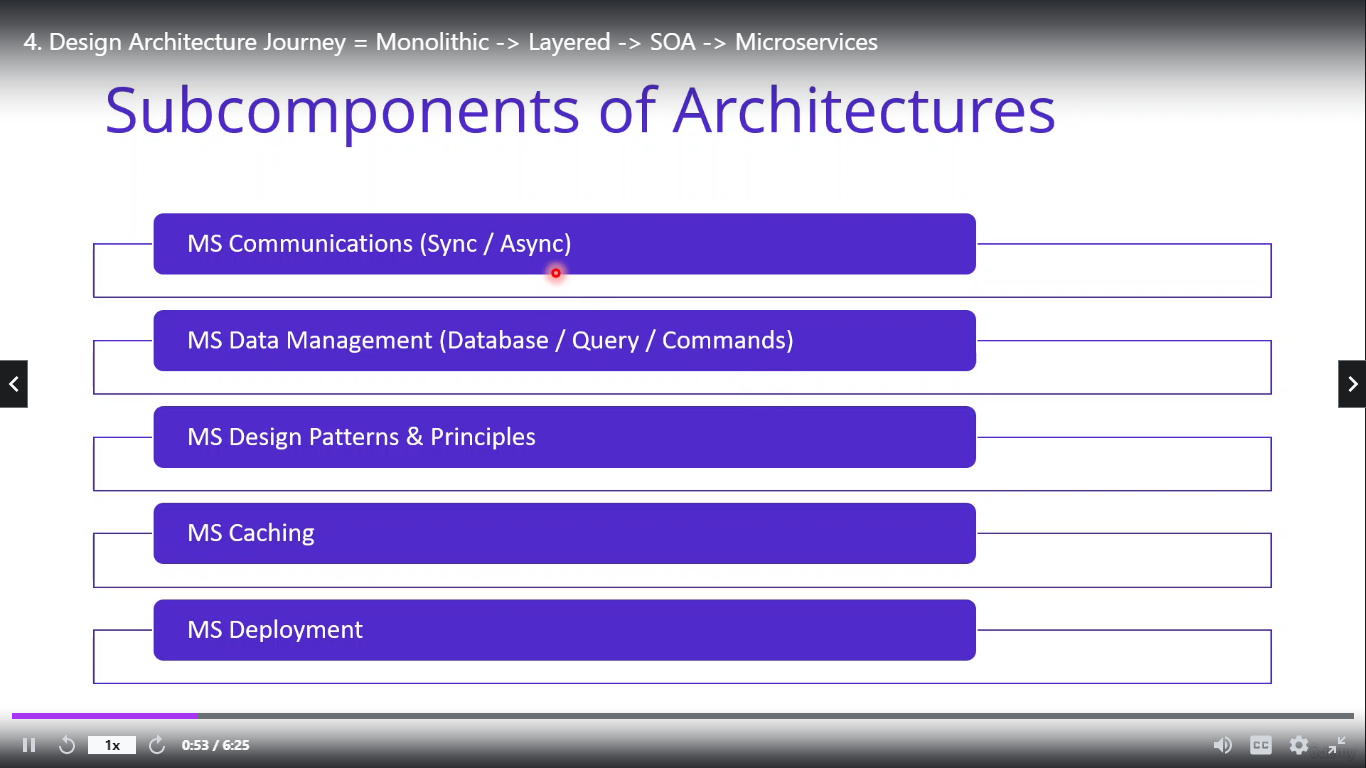 4. Design Architecture Journey = Monolithic -> Layered -> SOA -> Microservices
Subcomponents of Architectures
MS Communications (Sync / Async)
MS Data Management (Database / Query / Commands)
MS Design Patterns & Principles
MS Caching
MS Deployment
1x
0:53 / 6:25
CC